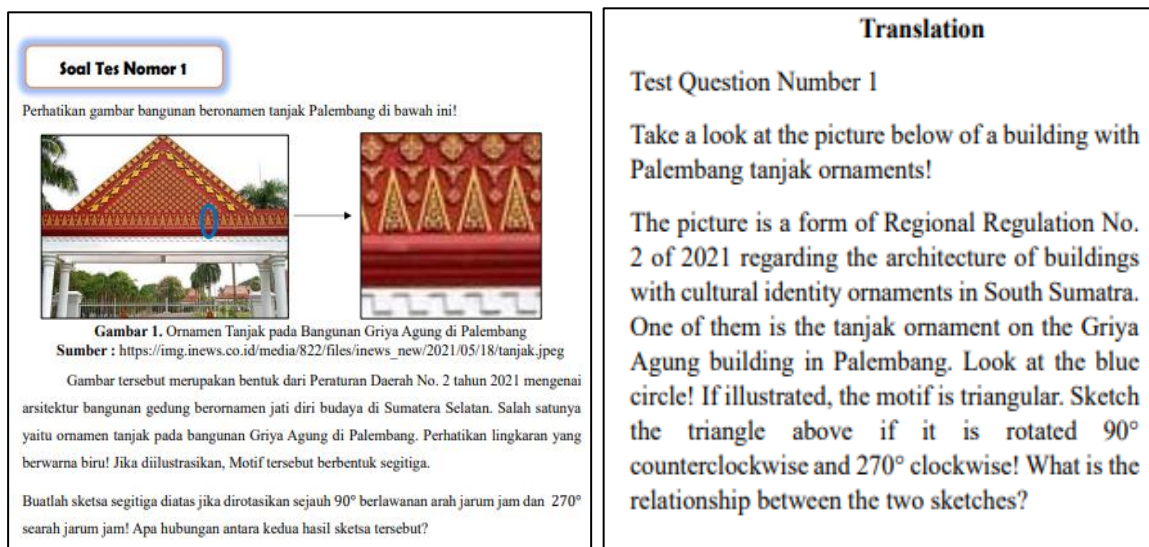 Soal Tes Nomor 1
Perhatikan gambar bangunan beronamen tanjak Palembang di bawah ini!
Gambar 1. Ornamen Tanjak pada Bangunan Griya Agung di Palembang
Sumber : https://img.inews.co.id/media/822/files/inews_new/2021/05/18/tanjak.jpeg
Gambar tersebut merupakan bentuk dari Peraturan Daerah No. 2 tahun 2021 mengenai
arsitektur bangunan gedung berornamen jati diri budaya di Sumatera Selatan. Salah satunya
yaitu ornamen tanjak pada bangunan Griya Agung di Palembang. Perhatikan lingkaran yang
berwarna biru! Jika diilustrasikan, Motif tersebut berbentuk segitiga.
Buatlah sketsa segitiga diatas jika dirotasikan sejauh 90° berlawanan arah jarum jam dan 270°
searah jarum jam! Apa hubungan antara kedua hasil sketsa tersebut?
Translation
Test Question Number 1
Take a look at the picture below of a building with
Palembang tanjak ornaments!
The picture is a form of Regional Regulation No.
2 of 2021 regarding the architecture of buildings
with cultural identity ornaments in South Sumatra.
One of them is the tanjak ornament on the Griya
Agung building in Palembang. Look at the blue
circle! If illustrated, the motif is triangular. Sketch
the triangle above if it is rotated 90°
counterclockwise and 270° clockwise! What is the
relationship between the two sketches?